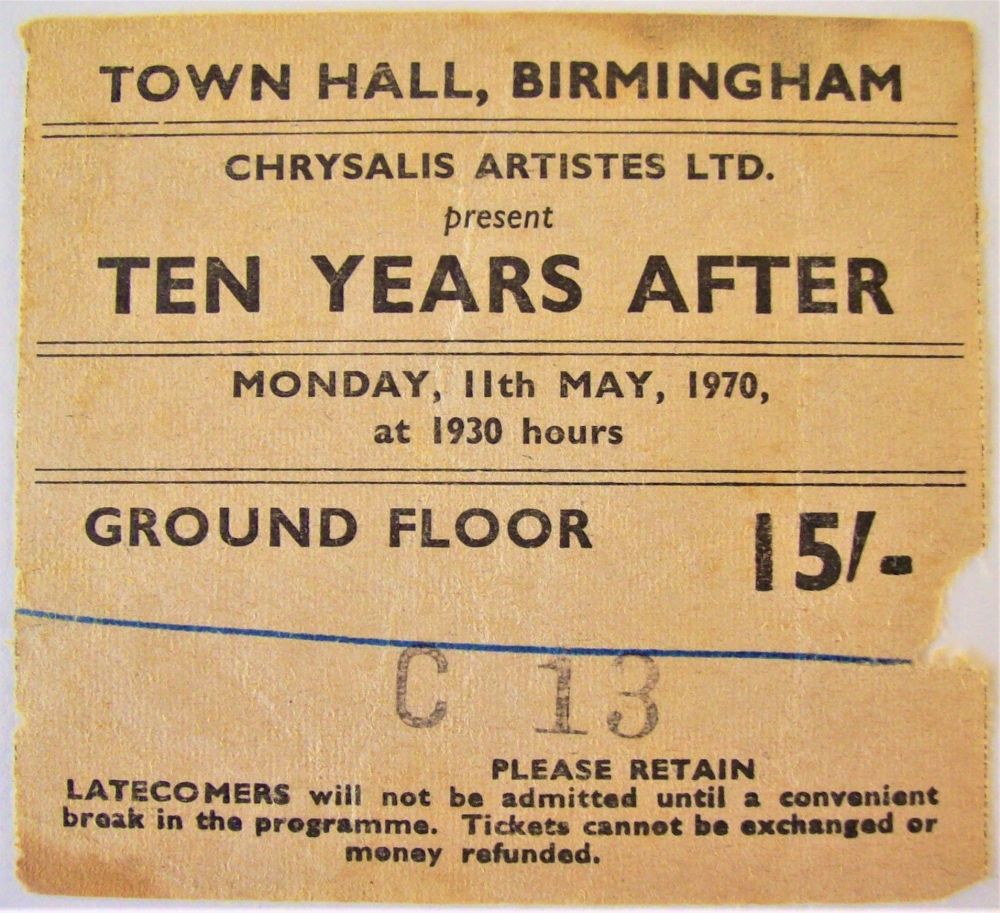 TOWN HALL, BIRMINGHAM
CHRYSALIS ARTISTES LTD.
present
TEN YEARS AFTER
MONDAY, 11th MAY, 1970,
at 1930 hours
GROUND FLOOR 15/-
C 13
PLEASE RETAIN
LATECOMERS will not be admitted until a convenient
break in the programme. Tickets cannot be exchanged or
money refunded.